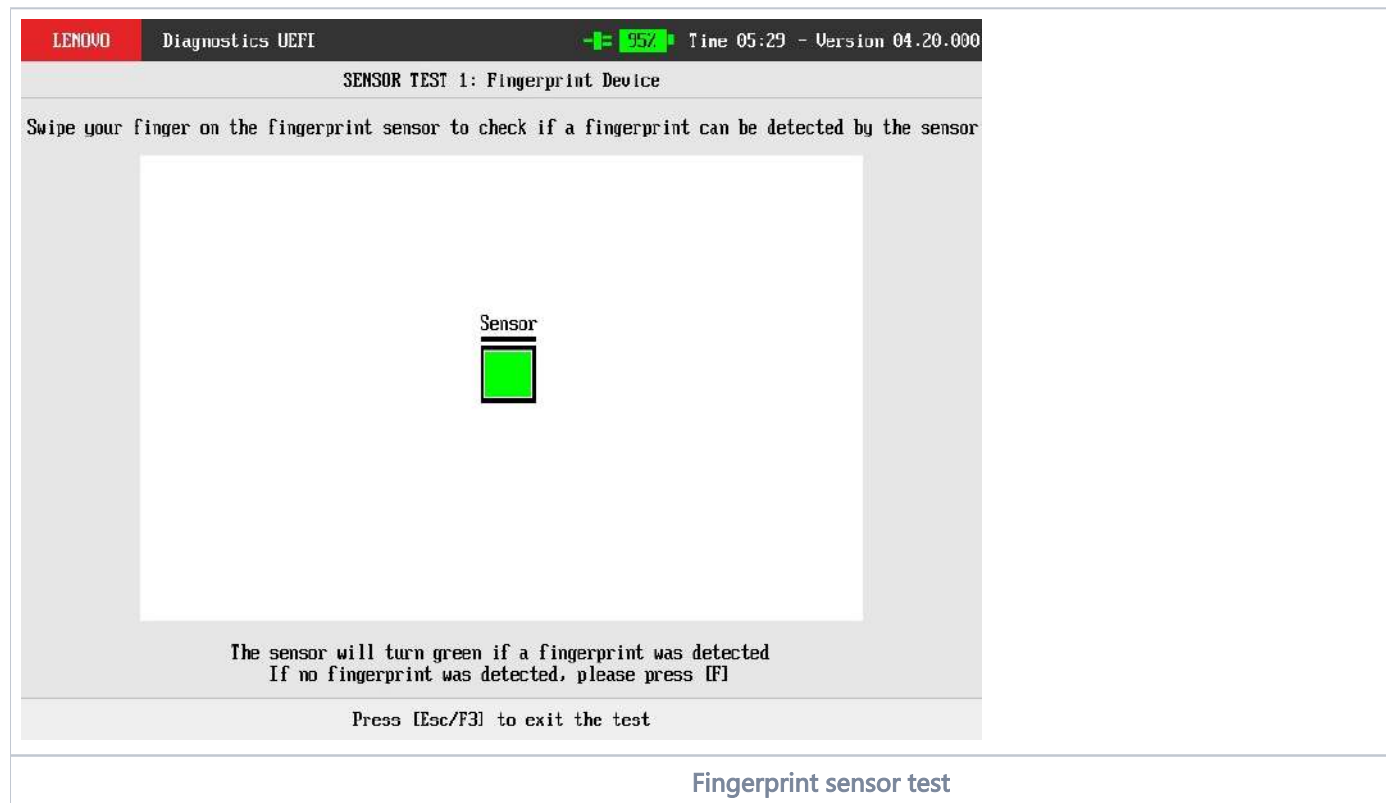 LENOVO Diagnostics UEFI 95% Time 05:29 - Version 04.20.000
SENSOR TEST 1: Fingerprint Device
Swipe your finger on the fingerprint sensor to check if a fingerprint can be detected by the sensor
Sensor
The sensor will turn green if a fingerprint was detected
If no fingerprint was detected, please press [F]
Press [Esc/F3] to exit the test
Fingerprint sensor test